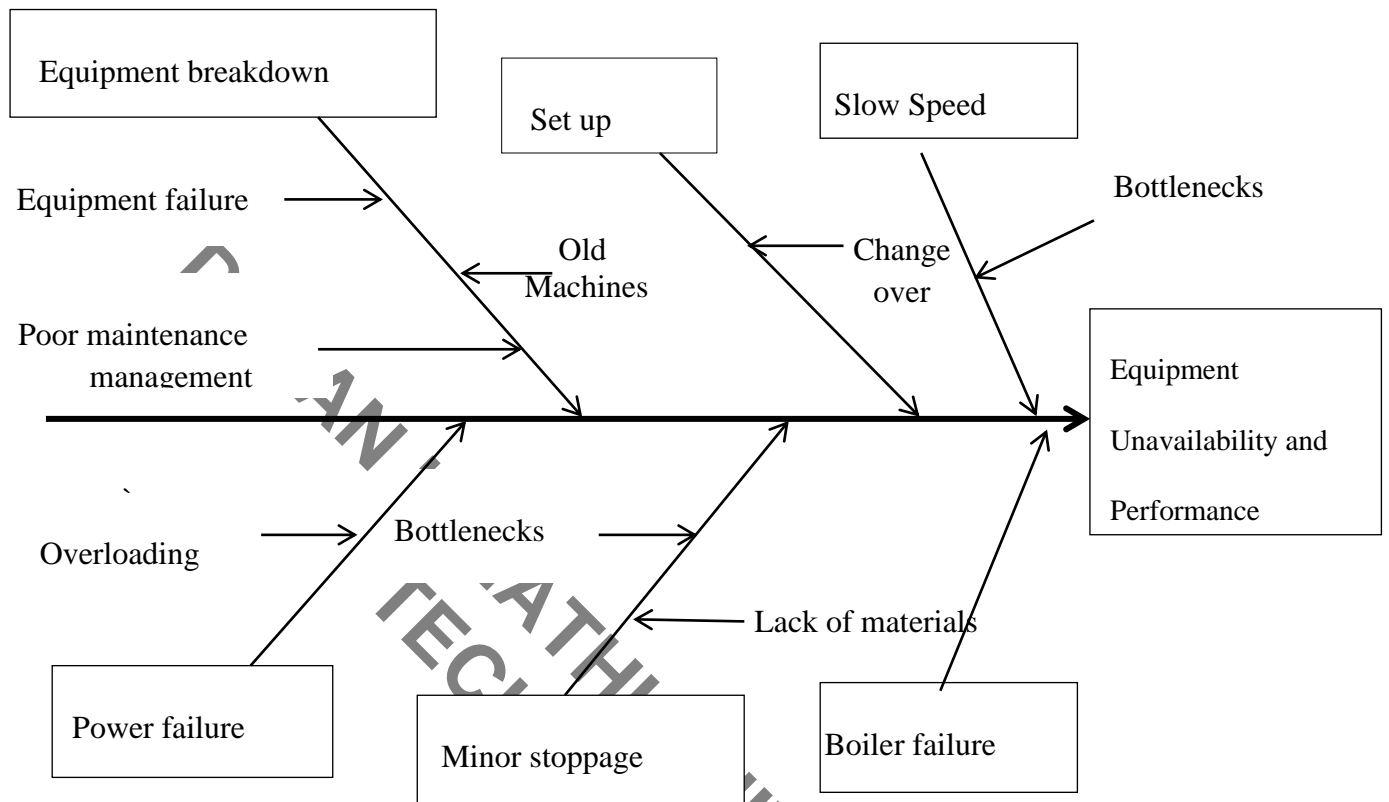 Equipment breakdown
Set up
Slow Speed
Equipment failure
Bottlenecks
Old
Machines
Change
over
Poor maintenance
management
Equipment
Unavailability and
Performance
`
Overloading
Bottlenecks
Lack of materials
Power failure
Minor stoppage
Boiler failure